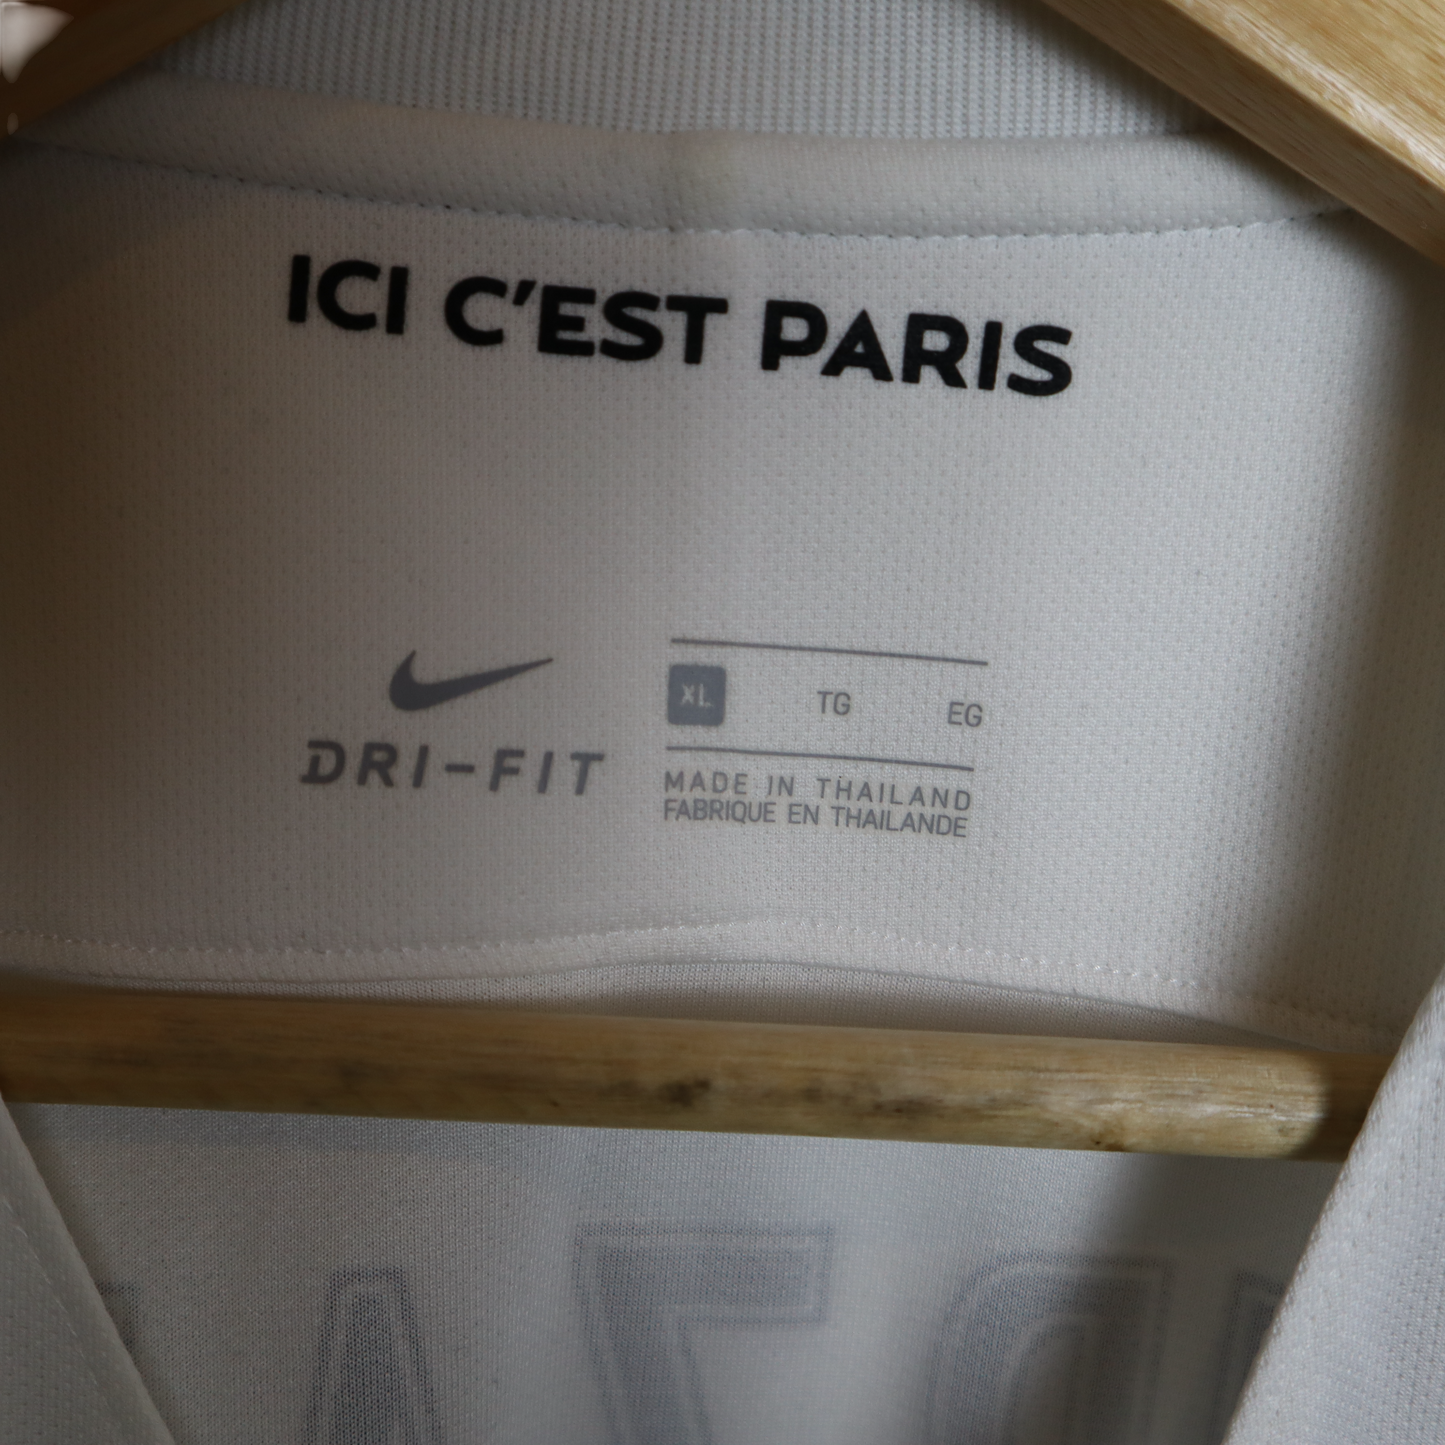 ICI C'EST PARIS
DRI-FIT
XL TG EG
MADE IN THAILAND
FABRIQUE EN THAILANDE